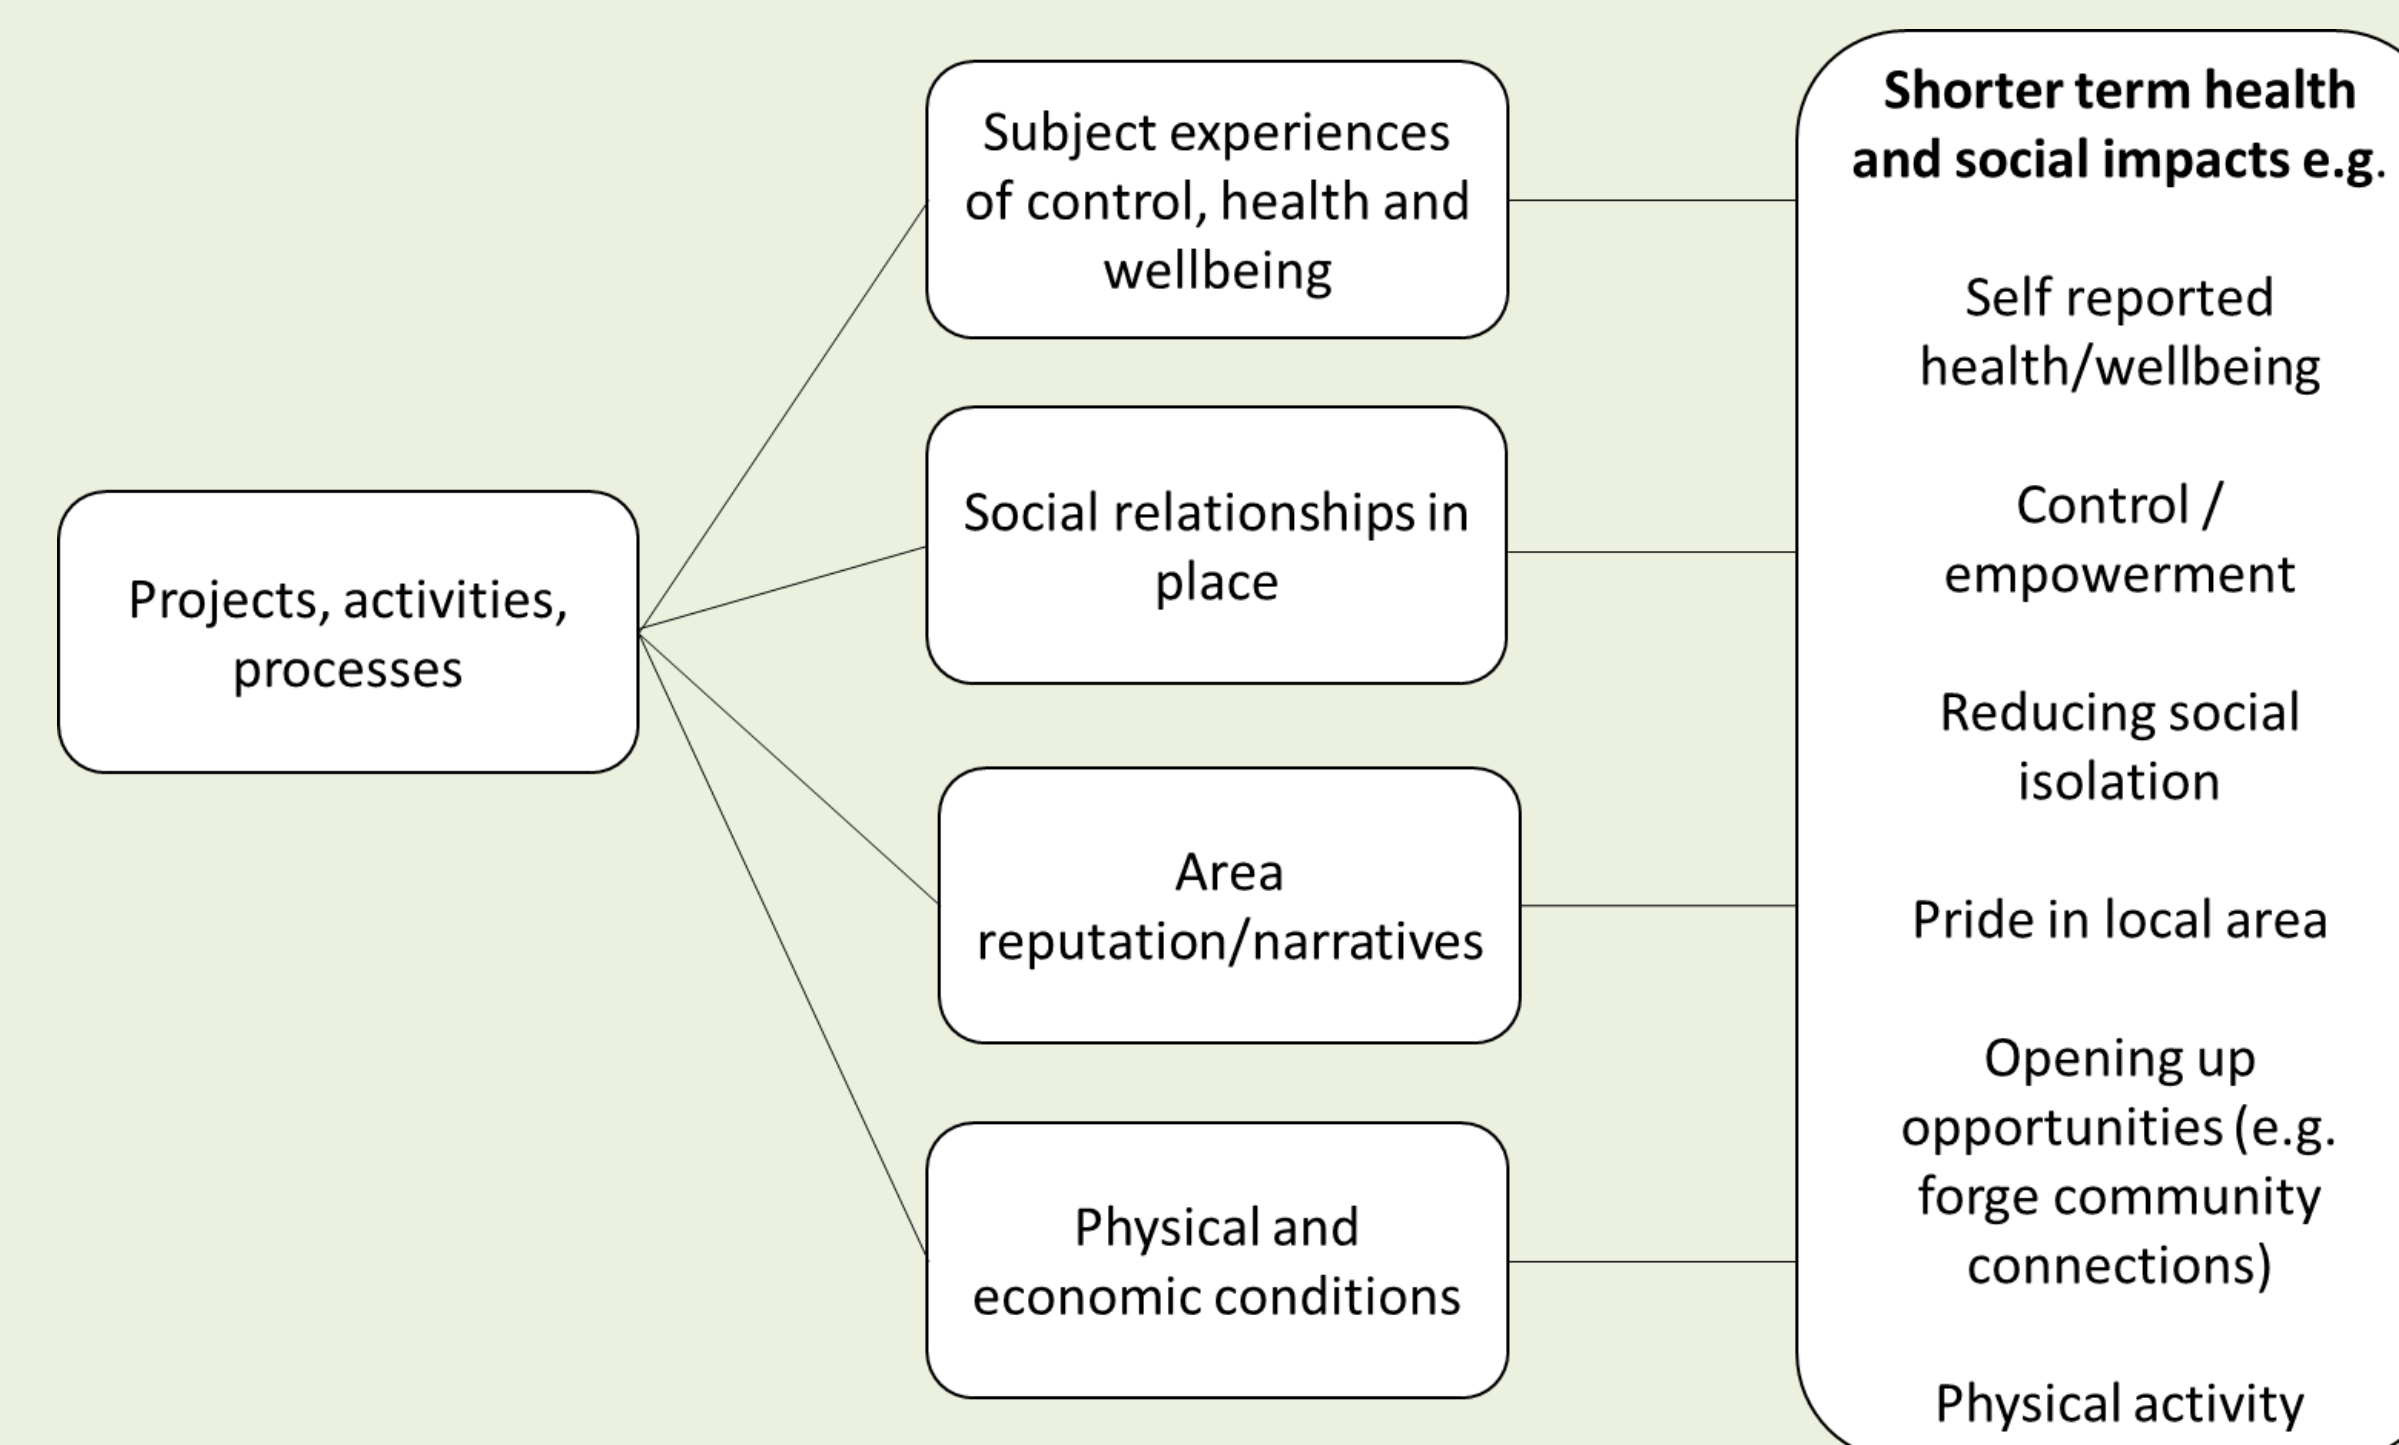 Projects, activities,
processes
Subject experiences
of control, health and
wellbeing
Social relationships in
place
Area
reputation/narratives
Physical and
economic conditions
Shorter term health
and social impacts e.g.
Self reported
health/wellbeing
Control /
empowerment
Reducing social
isolation
Pride in local area
Opening up
opportunities (e.g.
forge community
connections)
Physical activity